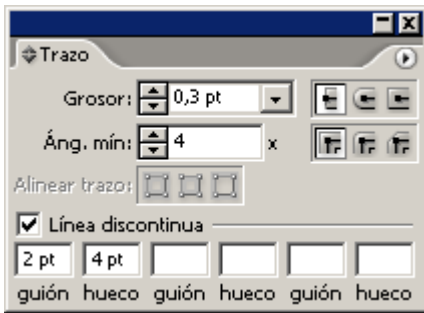 Trazo
Grosor: 0,3 pt
Áng. mín: 4 x
Alinear trazo:
Línea discontinua
2 pt 4 pt
guión hueco guión hueco guión hueco